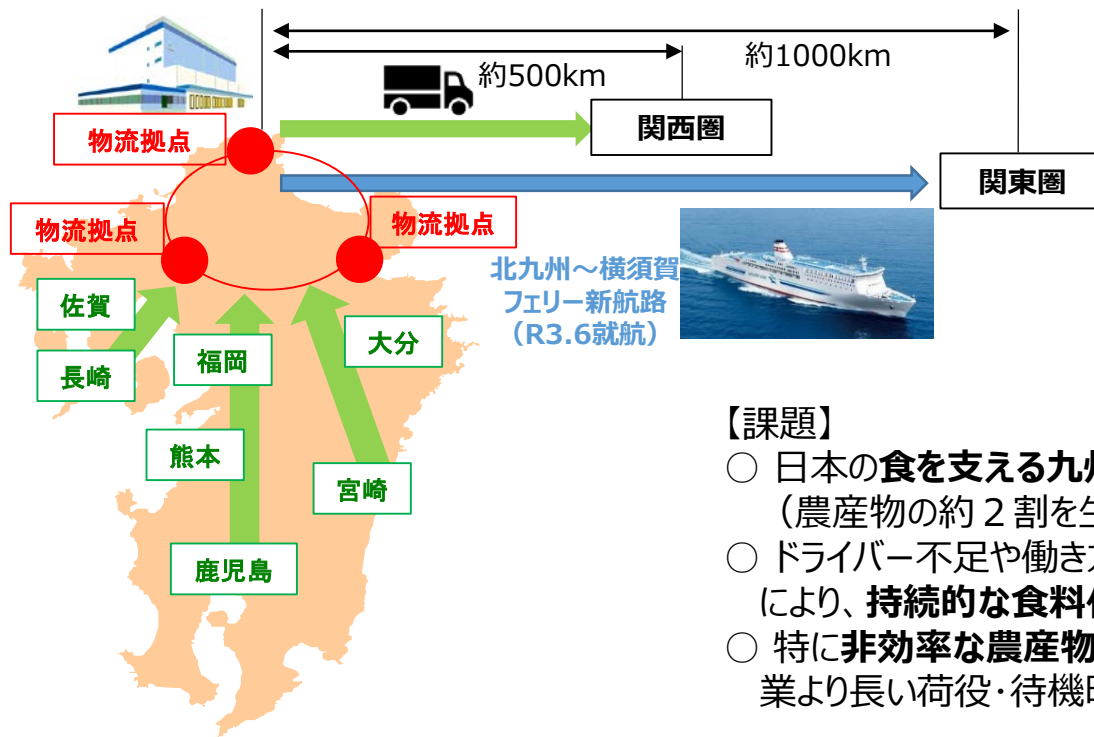 約1000km
約500km
関西圏
関東圏
物流拠点
物流拠点
物流拠点
北九州～横須賀
フェリー新航路
（R3.6就航）
佐賀
長崎
福岡
大分
熊本
宮崎
鹿児島
【課題】
○ 日本の食を支える九州
（農産物の約２割を生
○ ドライバー不足や働き方
により、持続的な食料供
○ 特に非効率な農産物
業より長い荷役・待機時